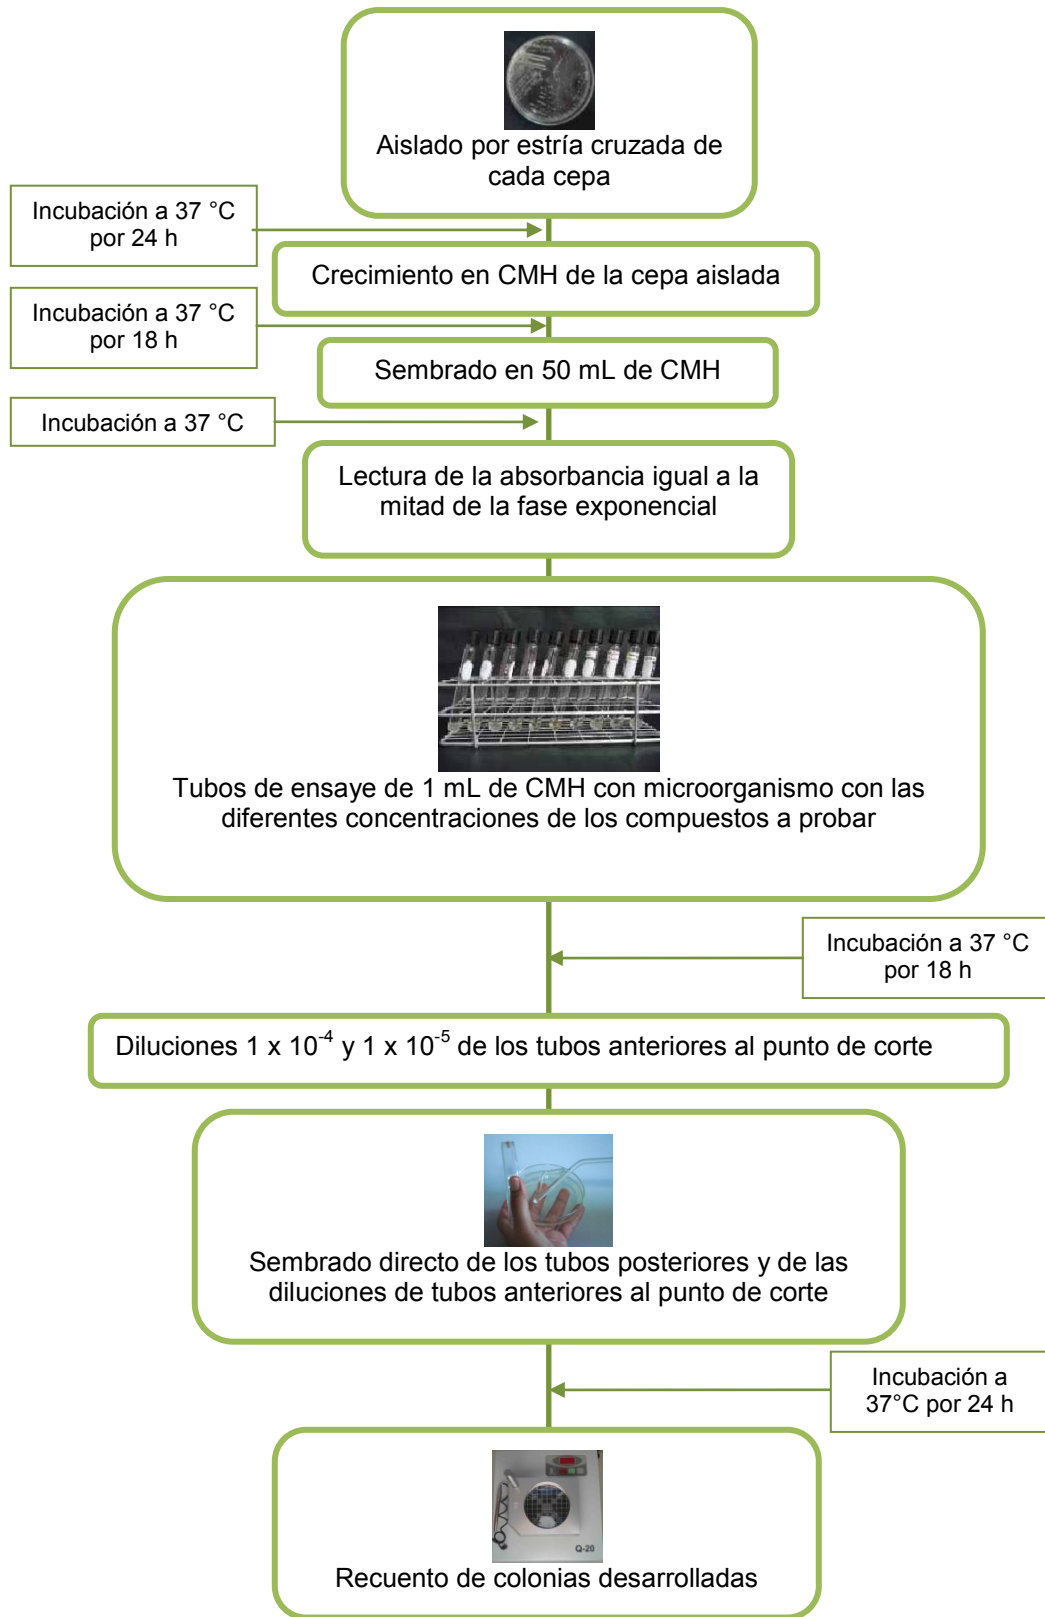 Aislado por estría cruzada de
cada cepa
Incubación a 37 °C
por 24 h
Crecimiento en CMH de la cepa aislada
Incubación a 37 °C
por 18 h
Sembrado en 50 mL de CMH
Incubación a 37 °C
Lectura de la absorbancia igual a la
mitad de la fase exponencial
Tubos de ensaye de 1 mL de CMH con microorganismo con las
diferentes concentraciones de los compuestos a probar
Incubación a 37 °C
por 18 h
Diluciones 1 x 10⁻⁴ y 1 x 10⁻⁵ de los tubos anteriores al punto de corte
Sembrado directo de los tubos posteriores y de las
diluciones de tubos anteriores al punto de corte
Incubación a
37°C por 24 h
Q-20
Recuento de colonias desarrolladas